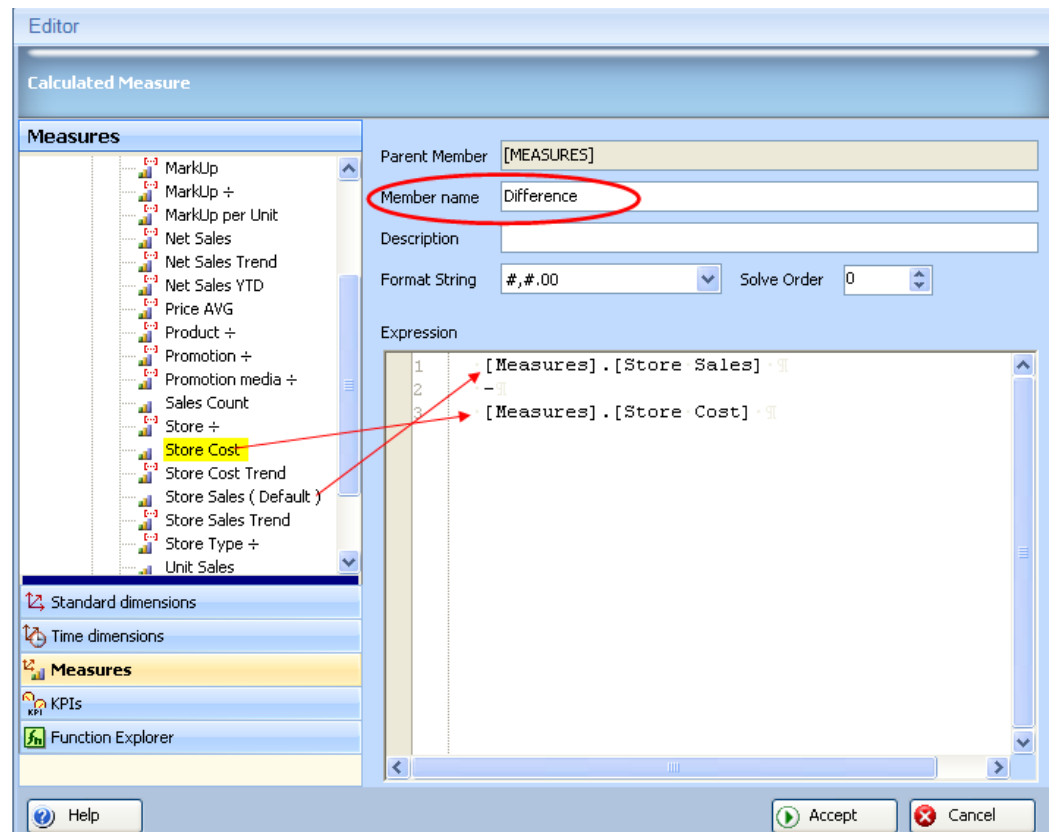 Editor
Calculated Measure
Measures
MarkUp
MarkUp ÷
MarkUp per Unit
Net Sales
Net Sales Trend
Net Sales YTD
Price AVG
Product ÷
Promotion ÷
Promotion media ÷
Sales Count
Store ÷
Store Cost
Store Cost Trend
Store Sales ( Default )
Store Sales Trend
Store Type ÷
Unit Sales
Standard dimensions
Time dimensions
Measures
KPI KPIs
fn Function Explorer
Parent Member [MEASURES]
Member name Difference
Description
Format String #,#.00 Solve Order 0
Expression
1 [Measures].[Store·Sales]·¶
2 -¶
3 [Measures].[Store·Cost]·¶
Help Accept Cancel